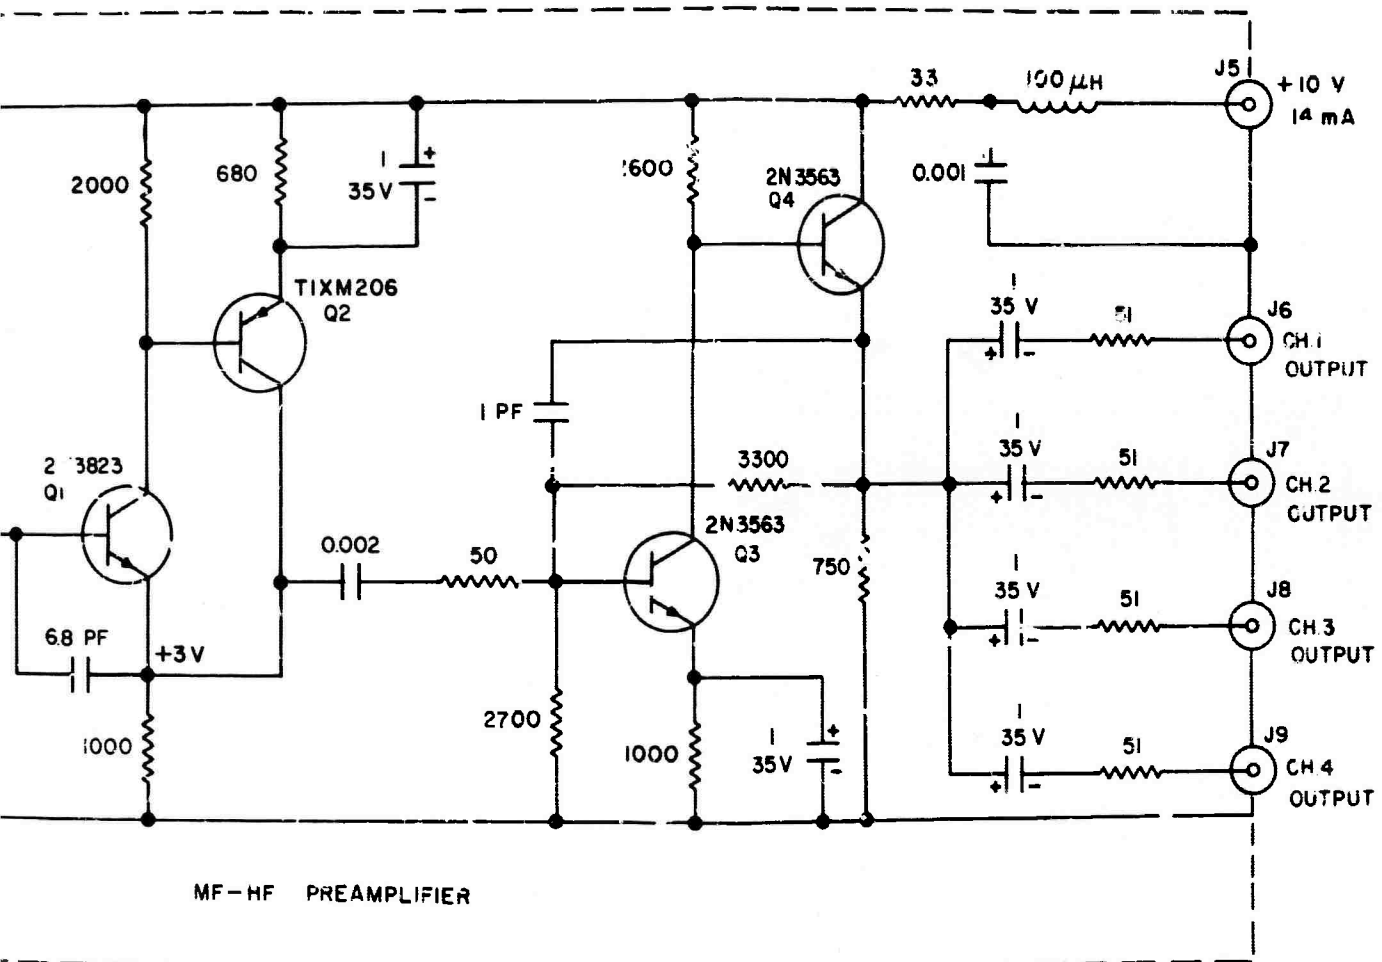 33
100 µH
J5
+10 V
14 mA
2000
680
1
+
35 V
-
2N3563
Q4
0.001
TIXM206
Q2
1
35 V
+ -
51
J6
CH.1
OUTPUT
1 PF
1
35 V
+ -
51
J7
CH.2
OUTPUT
3300
3823
Q1
2N3563
Q3
0.002
50
750
1
35 V
+ -
51
J8
CH.3
OUTPUT
6.8 PF
+3 V
2700
1000
1000
1
+
35V
-
1
35 V
+ -
51
J9
CH.4
OUTPUT
MF-HF PREAMPLIFIER